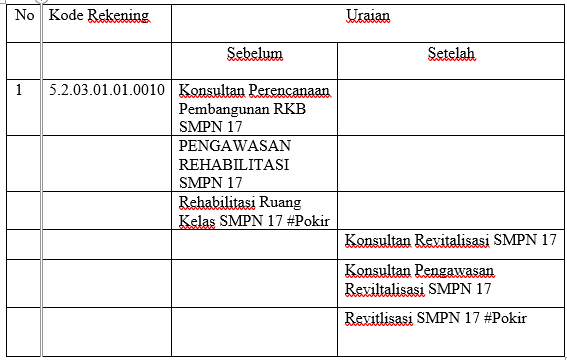 No Kode Rekening Uraian
Sebelum Setelah
1 5.2.03.01.01.0010 Konsultan Perencanaan
Pembangunan RKB
SMPN 17
PENGAWASAN
REHABILITASI
SMPN 17
Rehabilitasi Ruang
Kelas SMPN 17 #Pokir
Konsultan Revitalisasi SMPN 17
Konsultan Pengawasan
Reviltalisasi SMPN 17
Revitlisasi SMPN 17 #Pokir